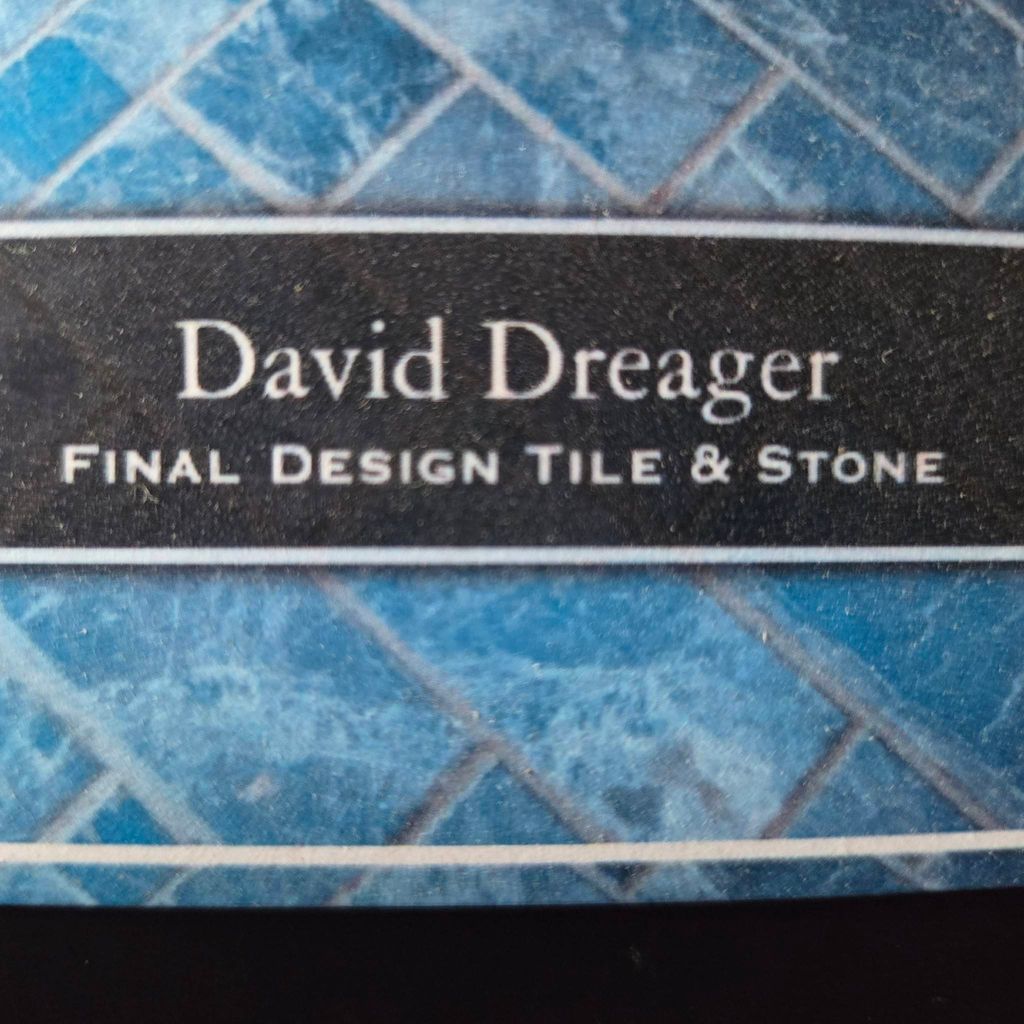 David Dreager
Final Design Tile & Stone